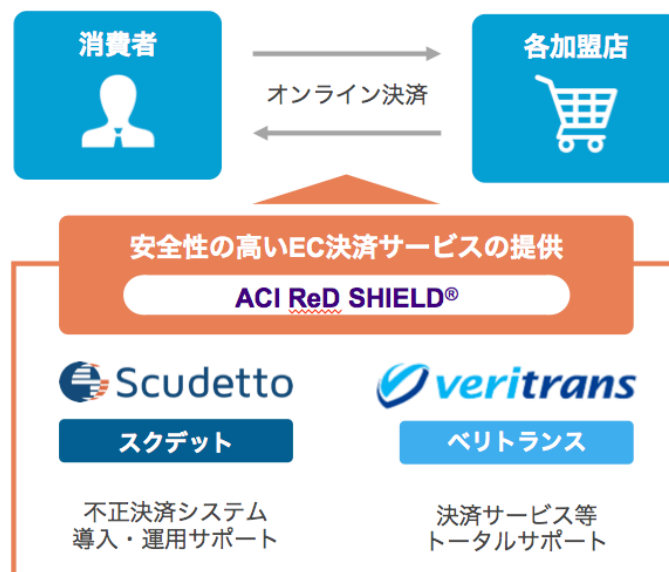 消費者
各加盟店
オンライン決済
安全性の高いEC決済サービスの提供
ACI ReD SHIELD®
Scudetto
veritrans
スクデット
ベリトランス
不正決済システム
導入・運用サポート
決済サービス等
トータルサポート